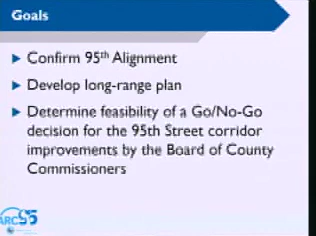 Goals
Confirm 95th Alignment
Develop long-range plan
Determine feasibility of a Go/No-Go
decision for the 95th Street corridor
improvements by the Board of County
Commissioners
ARC95